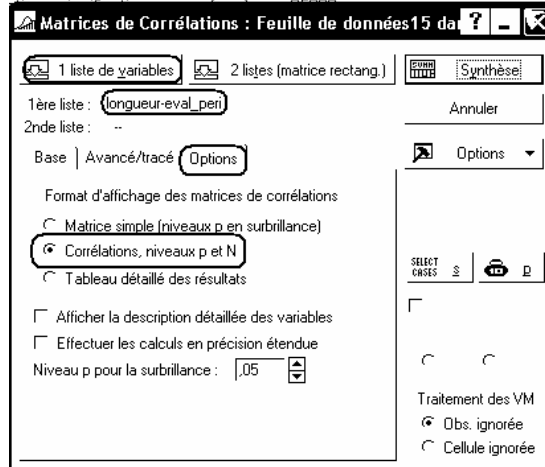 Matrices de Corrélations : Feuille de données15 da
1 liste de variables
2 listes (matrice rectang.)
Synthèse
1ère liste : longueur-eval_peri
Annuler
2nde liste : --
Base Avancé/tracé Options
Options
Format d'affichage des matrices de corrélations
Matrice simple (niveaux p en surbrillance)
Corrélations, niveaux p et N
Tableau détaillé des résultats
SELECT CASES S D
Afficher la description détaillée des variables
Effectuer les calculs en précision étendue
Niveau p pour la surbrillance : ,05
Traitement des VM
Obs. ignorée
Cellule ignorée